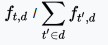 f_{t,d} / ∑_{t'∈d} f_{t',d}